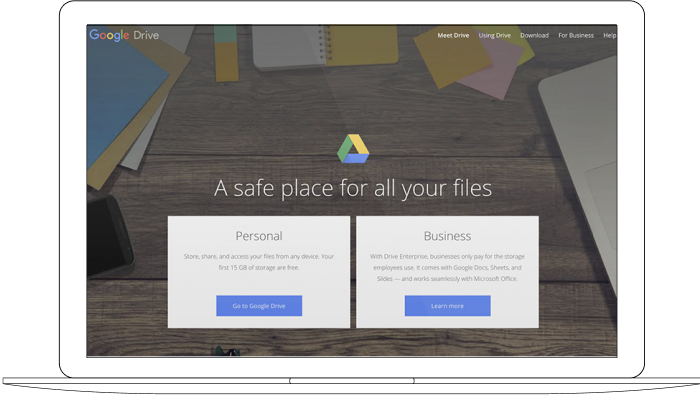 Google Drive
Meet Drive Using Drive Download For Business Help
A safe place for all your files
Personal
Store, share, and access your files from any device. Your
first 15 GB of storage are free.
Go to Google Drive
Business
With Drive Enterprise, businesses only pay for the storage
employees use. It comes with Google Docs, Sheets, and
Slides — and works seamlessly with Microsoft Office.
Learn more